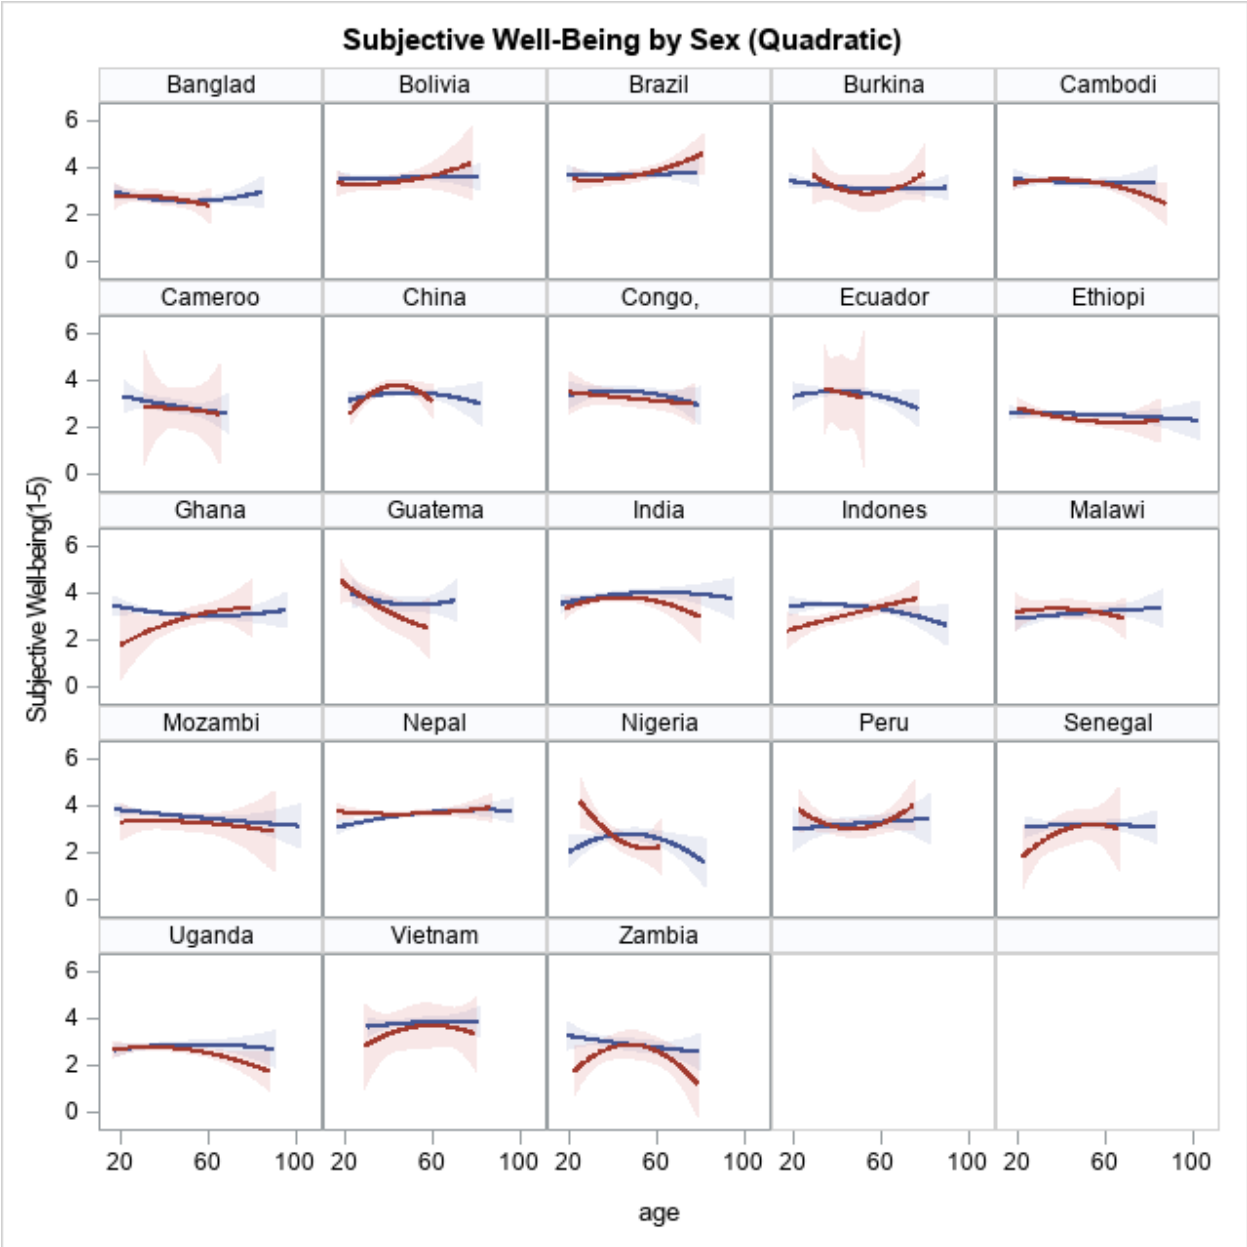 Subjective Well-Being by Sex (Quadratic)
Banglad Bolivia Brazil Burkina Cambodi
6
4
2
0
Cameroo China Congo, Ecuador Ethiopi
6
4
2
0
Subjective Well-being(1-5)
Ghana Guatema India Indones Malawi
6
4
2
0
Mozambi Nepal Nigeria Peru Senegal
6
4
2
0
Uganda Vietnam Zambia
6
4
2
0
20 60 100 20 60 100 20 60 100 20 60 100 20 60 100
age